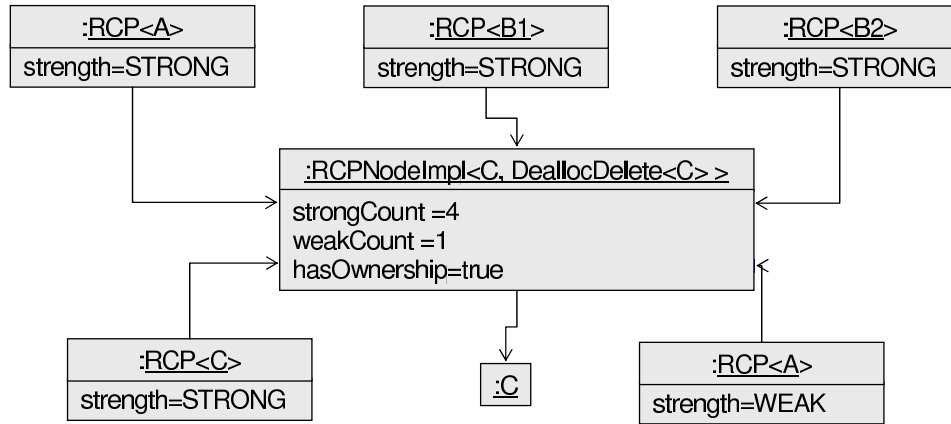 :RCP<A>
strength=STRONG
:RCP<B1>
strength=STRONG
:RCP<B2>
strength=STRONG
:RCPNodeImpl<C, DeallocDelete<C> >
strongCount =4
weakCount =1
hasOwnership=true
:RCP<C>
strength=STRONG
:C
:RCP<A>
strength=WEAK